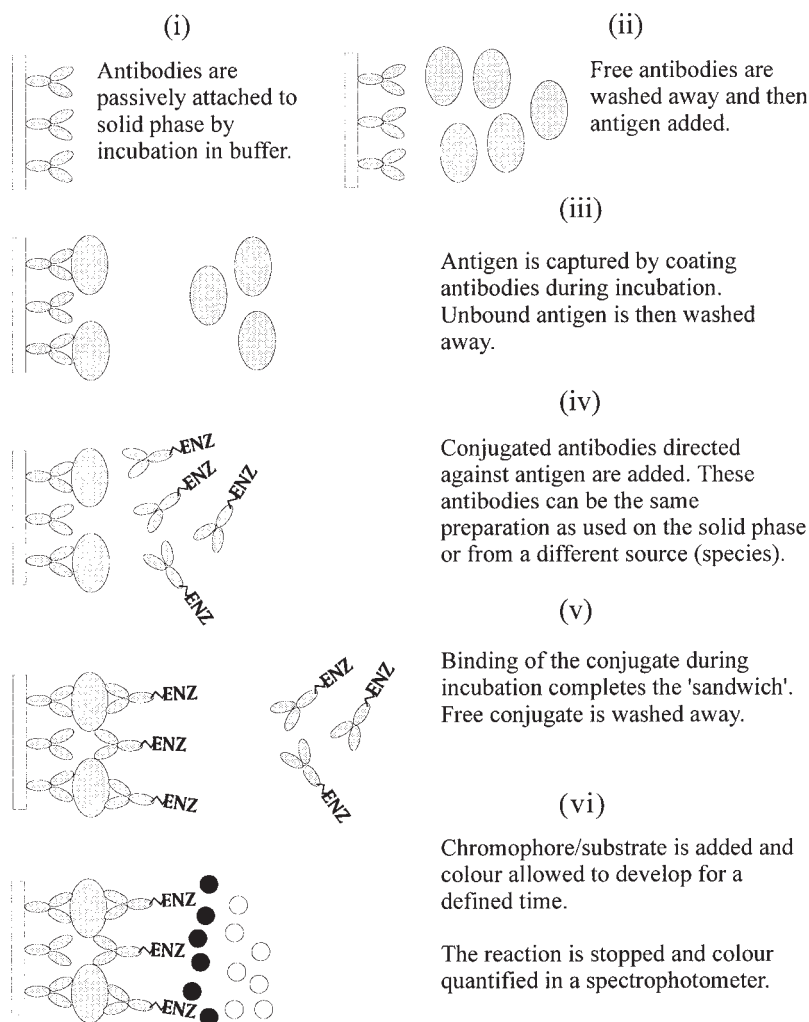 (i)
Antibodies are
passively attached to
solid phase by
incubation in buffer.
(ii)
Free antibodies are
washed away and then
antigen added.
(iii)
Antigen is captured by coating
antibodies during incubation.
Unbound antigen is then washed
away.
(iv)
ENZ
ENZ
ENZ
ENZ
Conjugated antibodies directed
against antigen are added. These
antibodies can be the same
preparation as used on the solid phase
or from a different source (species).
(v)
ENZ
ENZ
ENZ
ENZ
ENZ
ENZ
Binding of the conjugate during
incubation completes the 'sandwich'.
Free conjugate is washed away.
(vi)
ENZ
ENZ
ENZ
Chromophore/substrate is added and
colour allowed to develop for a
defined time.
The reaction is stopped and colour
quantified in a spectrophotometer.